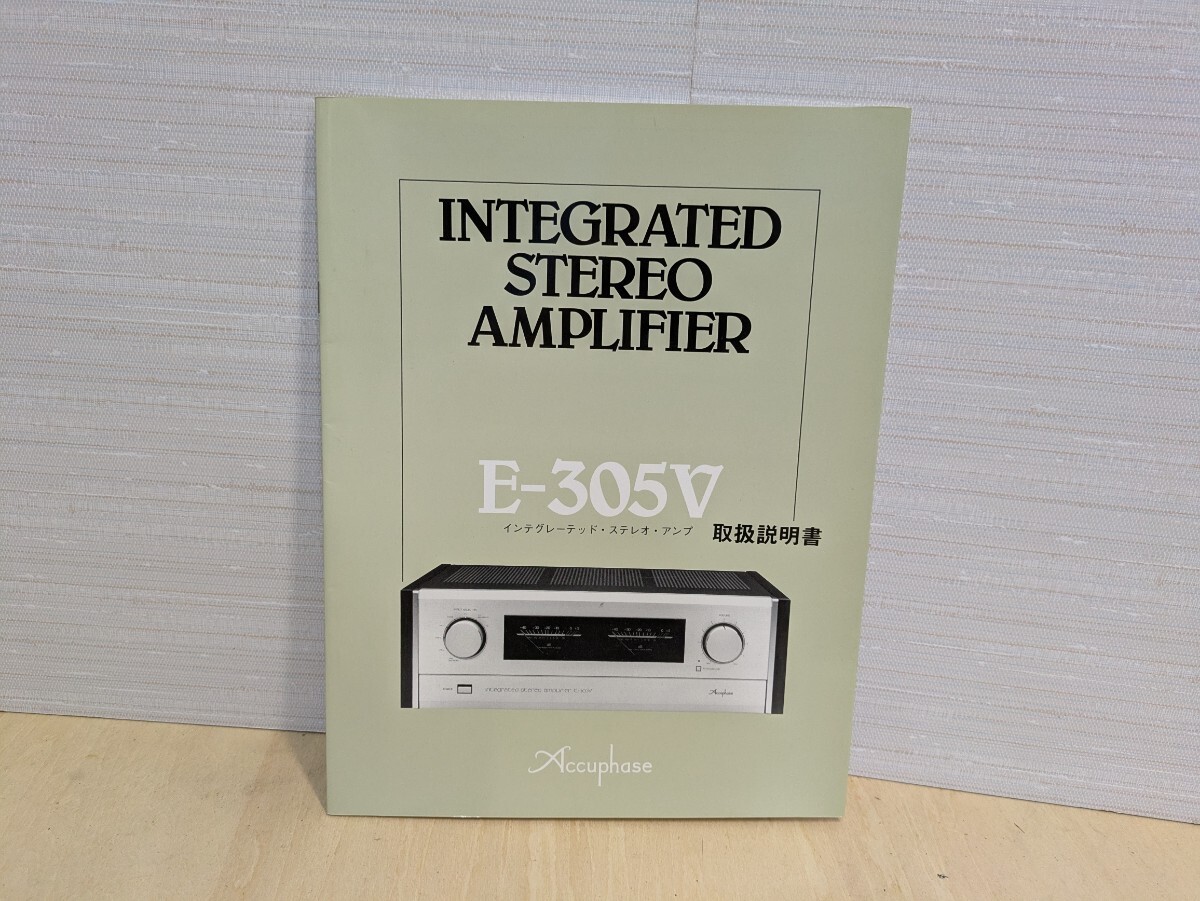 INTEGRATED
STEREO
AMPLIFIER
E-305V
インテグレーテッド・ステレオ・アンプ 取扱説明書
Accuphase
Accuphase